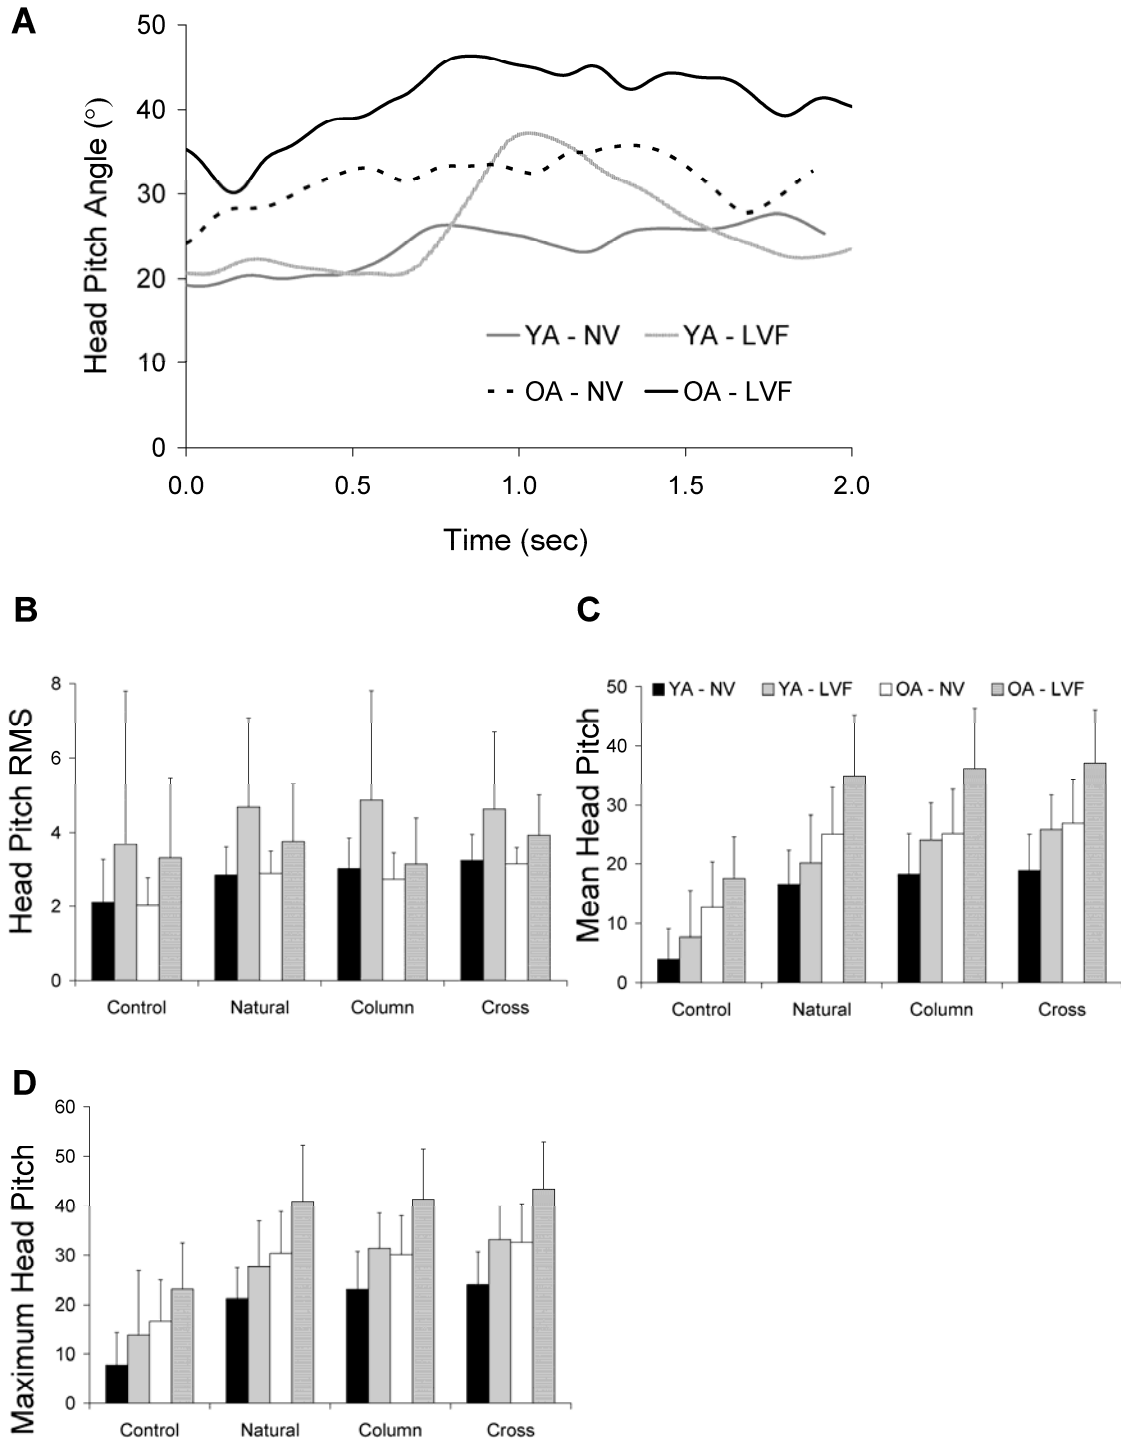 A
50
40
30
20
10
0
Head Pitch Angle (°)
YA - NV YA - LVF
OA - NV OA - LVF
0.0 0.5 1.0 1.5 2.0
Time (sec)
B
8
6
4
2
0
Head Pitch RMS
Control Natural Column Cross
C
50
40
30
20
10
0
Mean Head Pitch
YA - NV YA - LVF OA - NV OA - LVF
Control Natural Column Cross
D
60
50
40
30
20
10
0
Maximum Head Pitch
Control Natural Column Cross